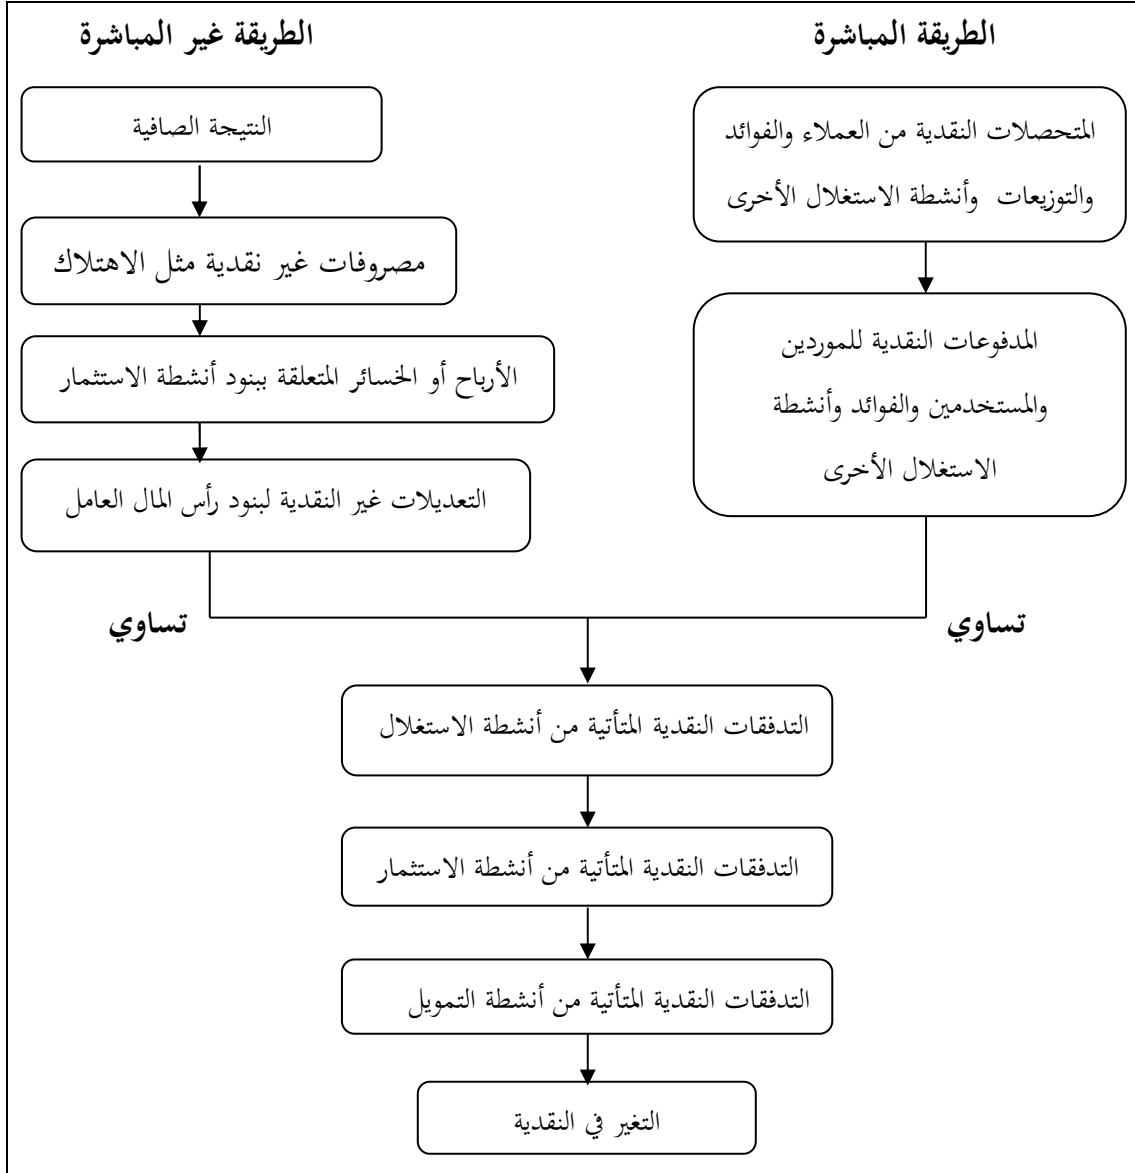 الطريقة المباشرة
المتحصلات النقدية من العملاء والفوائد
والتوزيعات وأنشطة الاستغلال الأخرى
المدفوعات النقدية للموردين
والمستخدمين والفوائد وأنشطة
الاستغلال الأخرى
تساوي
الطريقة غير المباشرة
النتيجة الصافية
مصروفات غير نقدية مثل الاهتلاك
الأرباح أو الخسائر المتعلقة ببنود أنشطة الاستثمار
التعديلات غير النقدية لبنود رأس المال العامل
تساوي
التدفقات النقدية المتأتية من أنشطة الاستغلال
التدفقات النقدية المتأتية من أنشطة الاستثمار
التدفقات النقدية المتأتية من أنشطة التمويل
التغير في النقدية